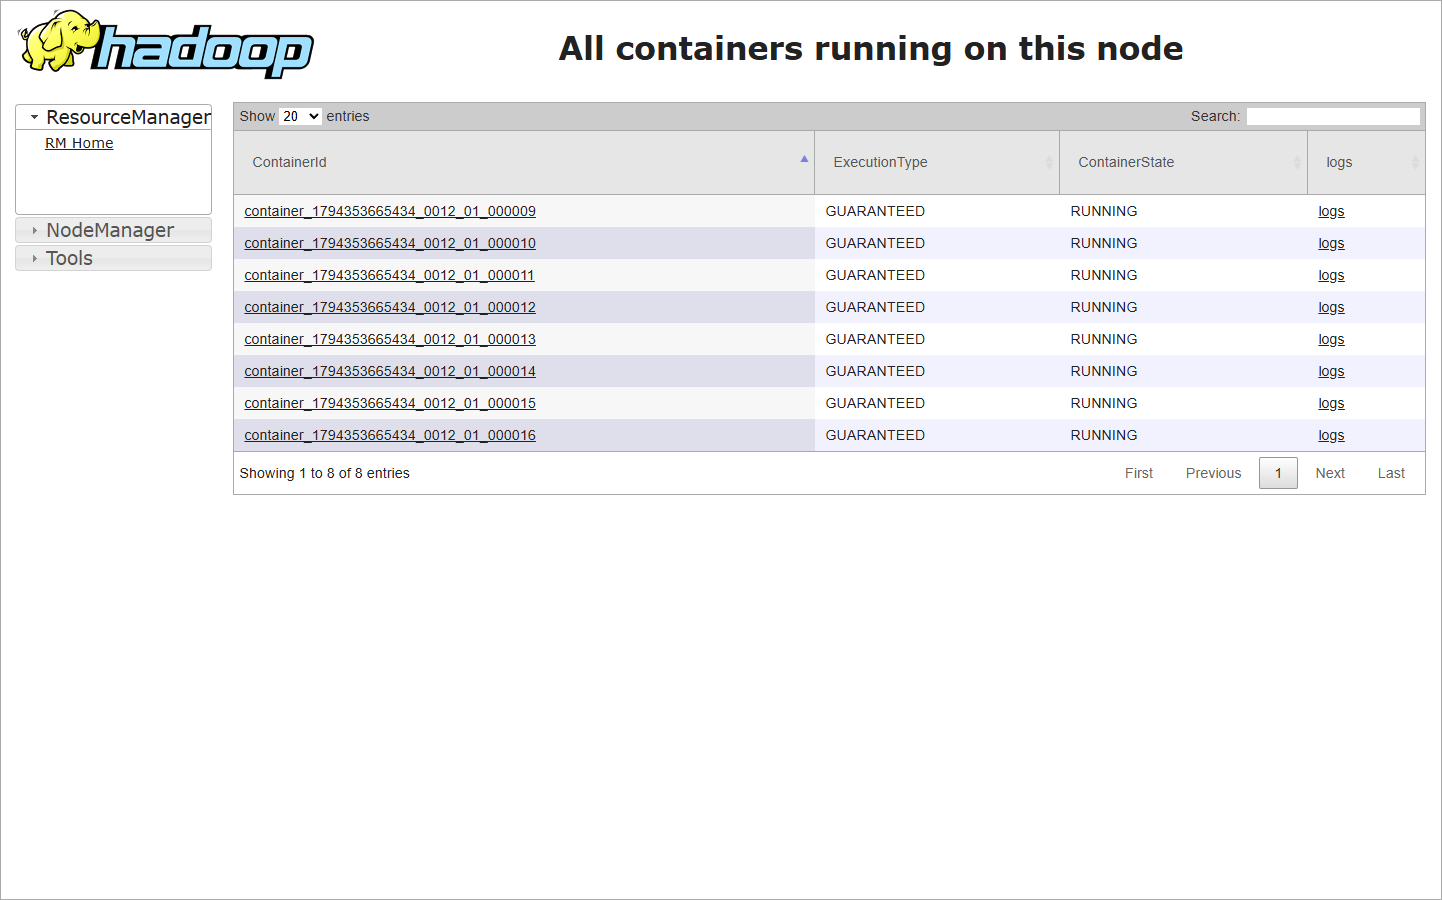 hadoop
All containers running on this node
ResourceManager
RM Home
NodeManager
Tools
Show 20 entries Search:
ContainerId ExecutionType ContainerState logs
container_1794353665434_0012_01_000009 GUARANTEED RUNNING logs
container_1794353665434_0012_01_000010 GUARANTEED RUNNING logs
container_1794353665434_0012_01_000011 GUARANTEED RUNNING logs
container_1794353665434_0012_01_000012 GUARANTEED RUNNING logs
container_1794353665434_0012_01_000013 GUARANTEED RUNNING logs
container_1794353665434_0012_01_000014 GUARANTEED RUNNING logs
container_1794353665434_0012_01_000015 GUARANTEED RUNNING logs
container_1794353665434_0012_01_000016 GUARANTEED RUNNING logs
Showing 1 to 8 of 8 entries First Previous 1 Next Last